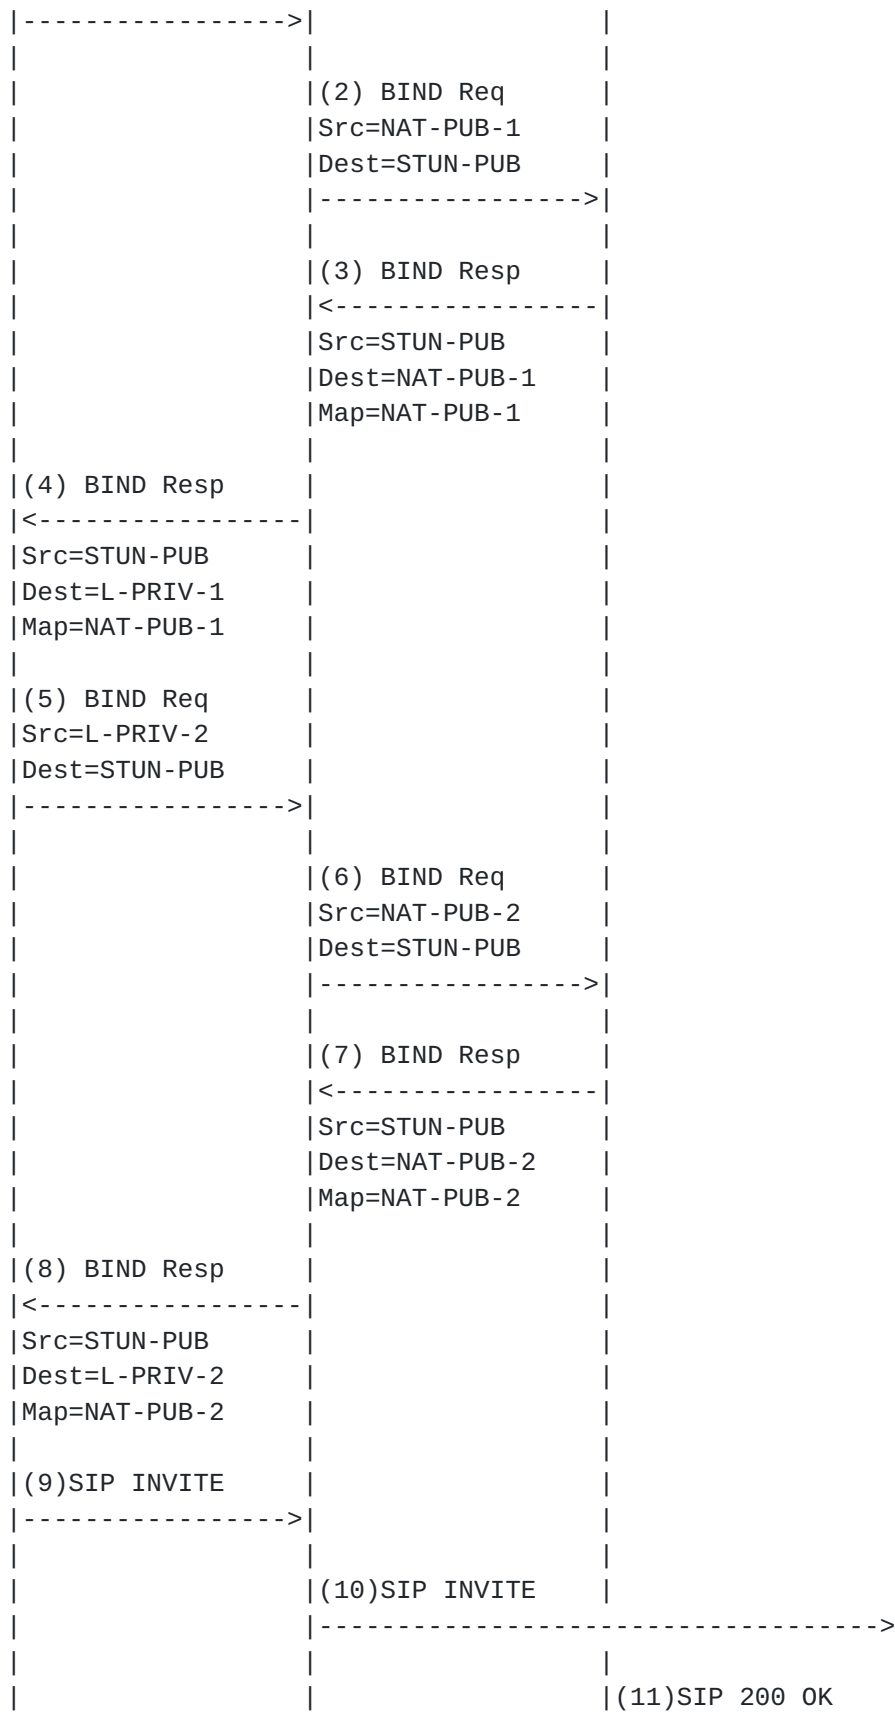 |----------------->|                  |
|                  |                  |
|                  |(2) BIND Req      |
|                  |Src=NAT-PUB-1     |
|                  |Dest=STUN-PUB     |
|                  |----------------->|
|                  |                  |
|                  |(3) BIND Resp     |
|                  |<-----------------|
|                  |Src=STUN-PUB      |
|                  |Dest=NAT-PUB-1    |
|                  |Map=NAT-PUB-1     |
|                  |                  |
|(4) BIND Resp     |                  |
|<-----------------|                  |
|Src=STUN-PUB      |                  |
|Dest=L-PRIV-1     |                  |
|Map=NAT-PUB-1     |                  |
|                  |                  |
|(5) BIND Req      |                  |
|Src=L-PRIV-2      |                  |
|Dest=STUN-PUB     |                  |
|----------------->|                  |
|                  |                  |
|                  |(6) BIND Req      |
|                  |Src=NAT-PUB-2     |
|                  |Dest=STUN-PUB     |
|                  |----------------->|
|                  |                  |
|                  |(7) BIND Resp     |
|                  |<-----------------|
|                  |Src=STUN-PUB      |
|                  |Dest=NAT-PUB-2    |
|                  |Map=NAT-PUB-2     |
|                  |                  |
|(8) BIND Resp     |                  |
|<-----------------|                  |
|Src=STUN-PUB      |                  |
|Dest=L-PRIV-2     |                  |
|Map=NAT-PUB-2     |                  |
|                  |                  |
|(9)SIP INVITE     |                  |
|----------------->|                  |
|                  |                  |
|                  |(10)SIP INVITE    |
|                  |------------------------------------>
|                  |                  |
|                  |                  |(11)SIP 200 OK